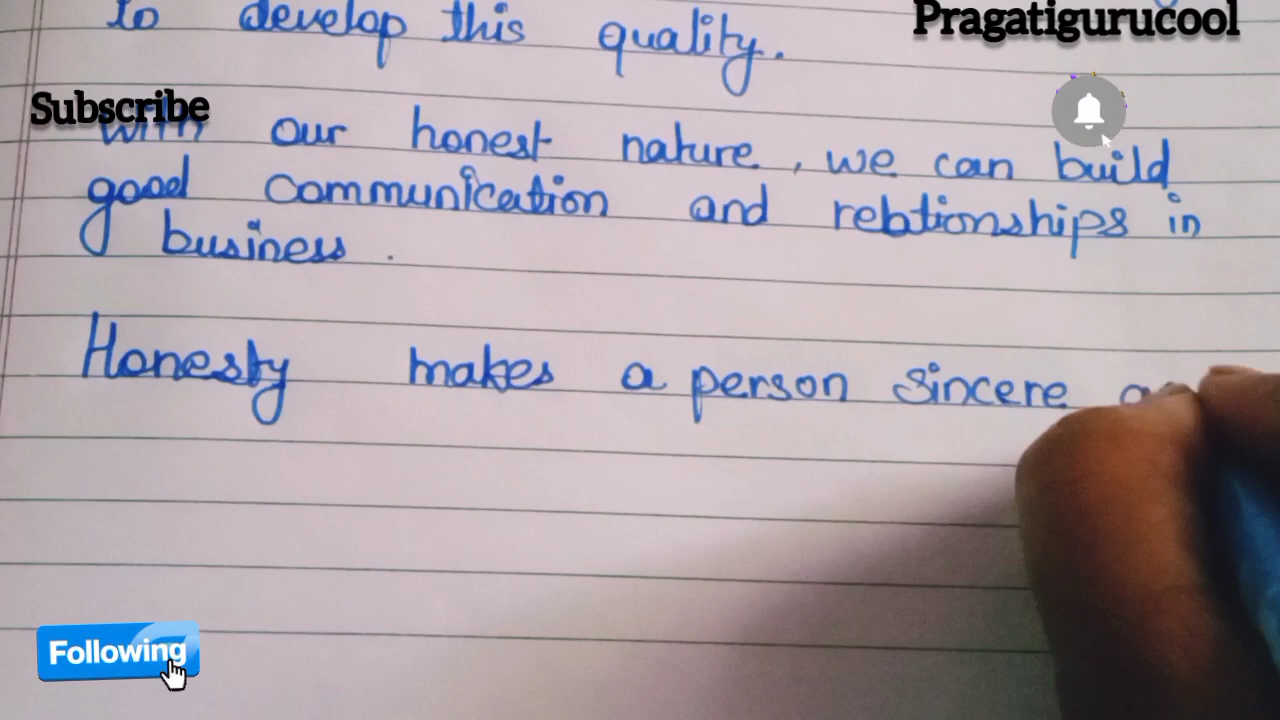 to develop this quality.
Pragatigurucool
Subscribe
with our honest nature, we can build
good communication and relationships in
business.
Honesty makes a person sincere
Following